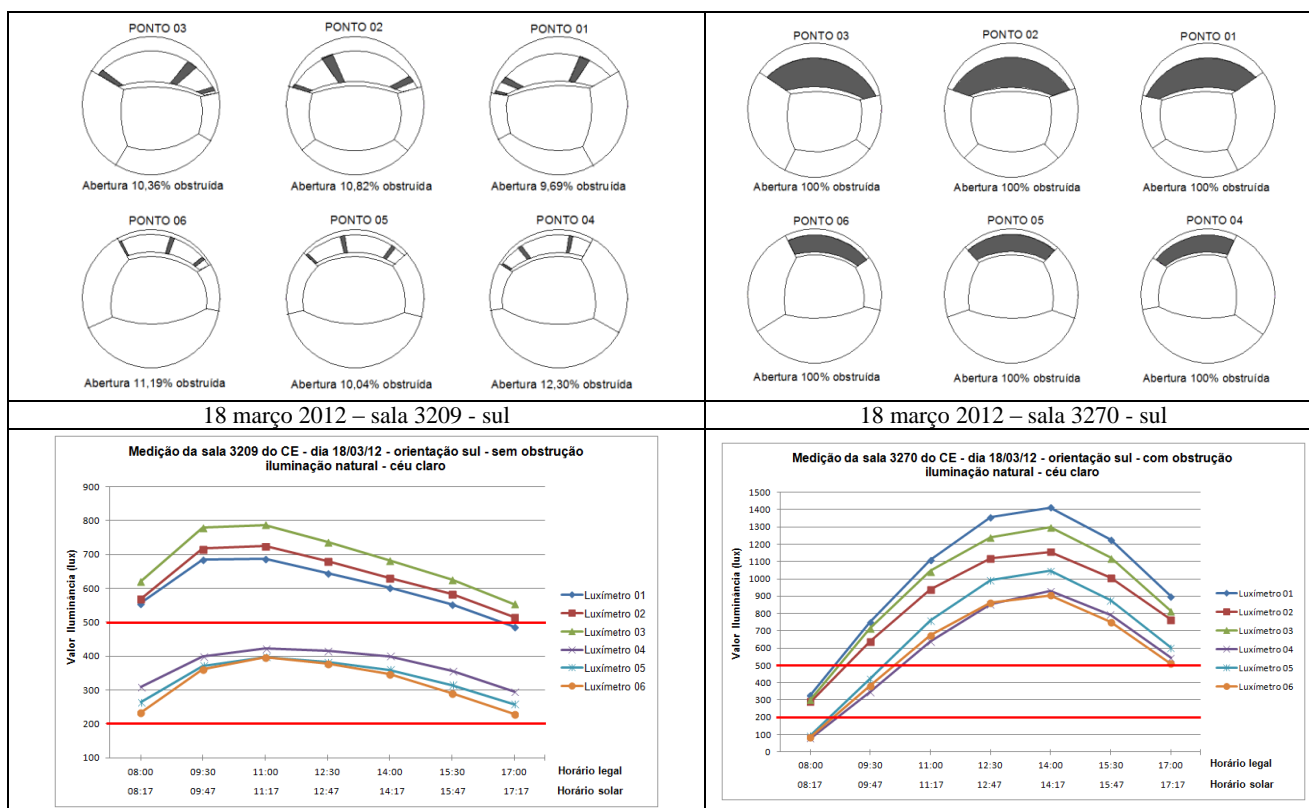 PONTO 03
PONTO 02
PONTO 01
Abertura 10,36% obstruída
Abertura 10,82% obstruída
Abertura 9,69% obstruída
PONTO 06
PONTO 05
PONTO 04
Abertura 11,19% obstruída
Abertura 10,04% obstruída
Abertura 12,30% obstruída
PONTO 03
PONTO 02
PONTO 01
Abertura 100% obstruída
Abertura 100% obstruída
Abertura 100% obstruída
PONTO 06
PONTO 05
PONTO 04
Abertura 100% obstruída
Abertura 100% obstruída
Abertura 100% obstruída
18 março 2012 – sala 3209 - sul
18 março 2012 – sala 3270 - sul
Medição da sala 3209 do CE - dia 18/03/12 - orientação sul - sem obstrução
iluminação natural - céu claro
Valor Iluminância (lux)
900
800
700
600
500
400
300
200
100
Luxímetro 01
Luxímetro 02
Luxímetro 03
Luxímetro 04
Luxímetro 05
Luxímetro 06
08:00 09:30 11:00 12:30 14:00 15:30 17:00 Horário legal
08:17 09:47 11:17 12:47 14:17 15:47 17:17 Horário solar
Medição da sala 3270 do CE - dia 18/03/12 - orientação sul - com obstrução
iluminação natural - céu claro
Valor Iluminância (lux)
1500
1400
1300
1200
1100
1000
900
800
700
600
500
400
300
200
100
0
Luxímetro 01
Luxímetro 02
Luxímetro 03
Luxímetro 04
Luxímetro 05
Luxímetro 06
08:00 09:30 11:00 12:30 14:00 15:30 17:00 Horário legal
08:17 09:47 11:17 12:47 14:17 15:47 17:17 Horário solar